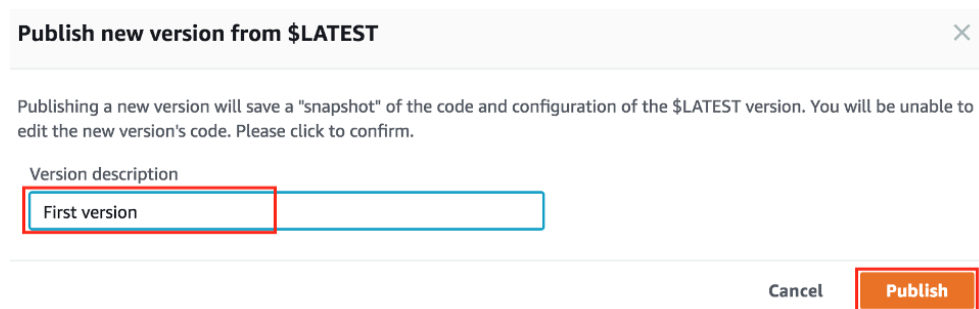 Publish new version from $LATEST
Publishing a new version will save a "snapshot" of the code and configuration of the $LATEST version. You will be unable to
edit the new version's code. Please click to confirm.
Version description
First version
Cancel
Publish